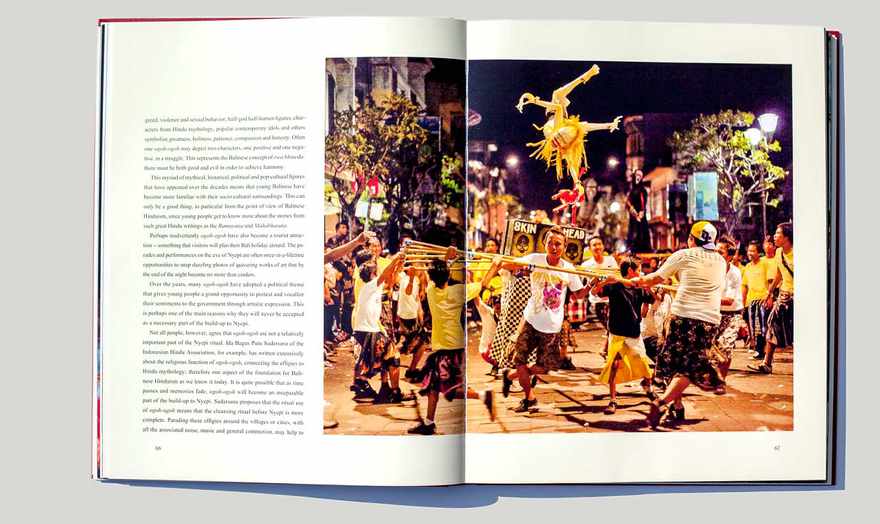 greed, violence and sexual behavior; half-god half-human figures; char-
acters from Hindu mythology, popular contemporary idols and others
symbolize greatness, holiness, patience, compassion and honesty. Often
one ogoh-ogoh may depict two characters, one positive and one nega-
tive, in a struggle. This represents the Balinese concept of rwa bhineda:
there must be both good and evil in order to achieve harmony.
This myriad of mythical, historical, political and pop-cultural figures
that have appeared over the decades means that young Balinese have
become more familiar with their socio-cultural surroundings. This can
only be a good thing, in particular from the point of view of Balinese
Hinduism, since young people get to know more about the stories from
such great Hindu writings as the Ramayana and Mahabharata.
Perhaps inadvertently ogoh-ogoh have also become a tourist attrac-
tion – something that visitors will plan their Bali holiday around. The pa-
rades and performances on the eve of Nyepi are often once-in-a-lifetime
opportunities to snap dazzling photos of quivering works of art that by
the end of the night become no more than cinders.
Over the years, many ogoh-ogoh have adopted a political theme
that gives young people a grand opportunity to protest and vocalize
their sentiments to the government through artistic expression. This
is perhaps one of the main reasons why they will never be accepted
as a necessary part of the build-up to Nyepi.
Not all people, however, agree that ogoh-ogoh are not a relatively
important part of the Nyepi ritual. Ida Bagus Putu Sudarsana of the
Indonesian Hindu Association, for example, has written extensively
about the religious function of ogoh-ogoh, connecting the effigies to
Hindu mythology; therefore one aspect of the foundation for Bali-
nese Hinduism as we know it today. It is quite possible that as time
passes and memories fade, ogoh-ogoh will become an inseparable
part of the build-up to Nyepi. Sudarsana proposes that the ritual use
of ogoh-ogoh means that the cleansing ritual before Nyepi is more
complete. Parading these effigies around the villages or cities, with
all the associated noise, music and general commotion, may help to
66
SKIN HEAD